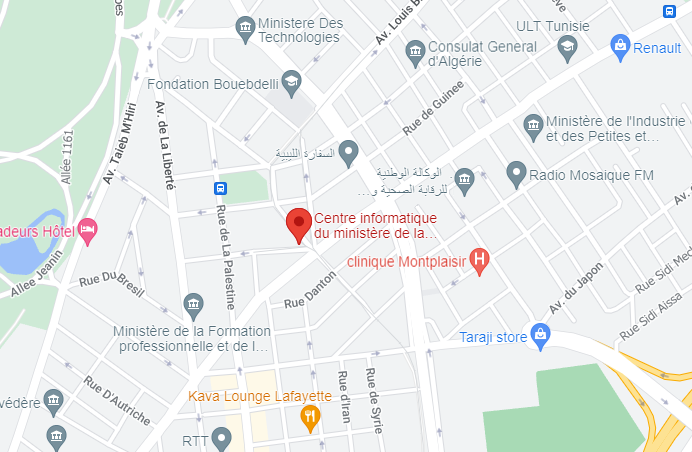 Ministere Des
Technologies
Av. Louis B
ULT Tunisie
Renault
Consulat General
d'Algérie
Fondation Bouebdelli
Rue de Guinee
Av. Taieb M'Hiri
Allée 1161
Av. de La Liberté
Ministère de l'Industrie
et des Petites et...
السفارة الليبية
الوكالة الوطنية
للرقابة الصحية و...
Radio Mosaique FM
Rue de La Palestine
adeurs Hôtel
Centre informatique
du ministère de la...
clinique Montplaisir
Allee Jeanin
Rue Du Bresil
Rue Danton
Av. du Japon
Rue Sidi Aissa
Ministère de la Formation
professionnelle et de l...
Taraji store
Rue D'Autriche
védère
Kava Lounge Lafayette
Rue d'Iran
Rue de Syrie
RTT